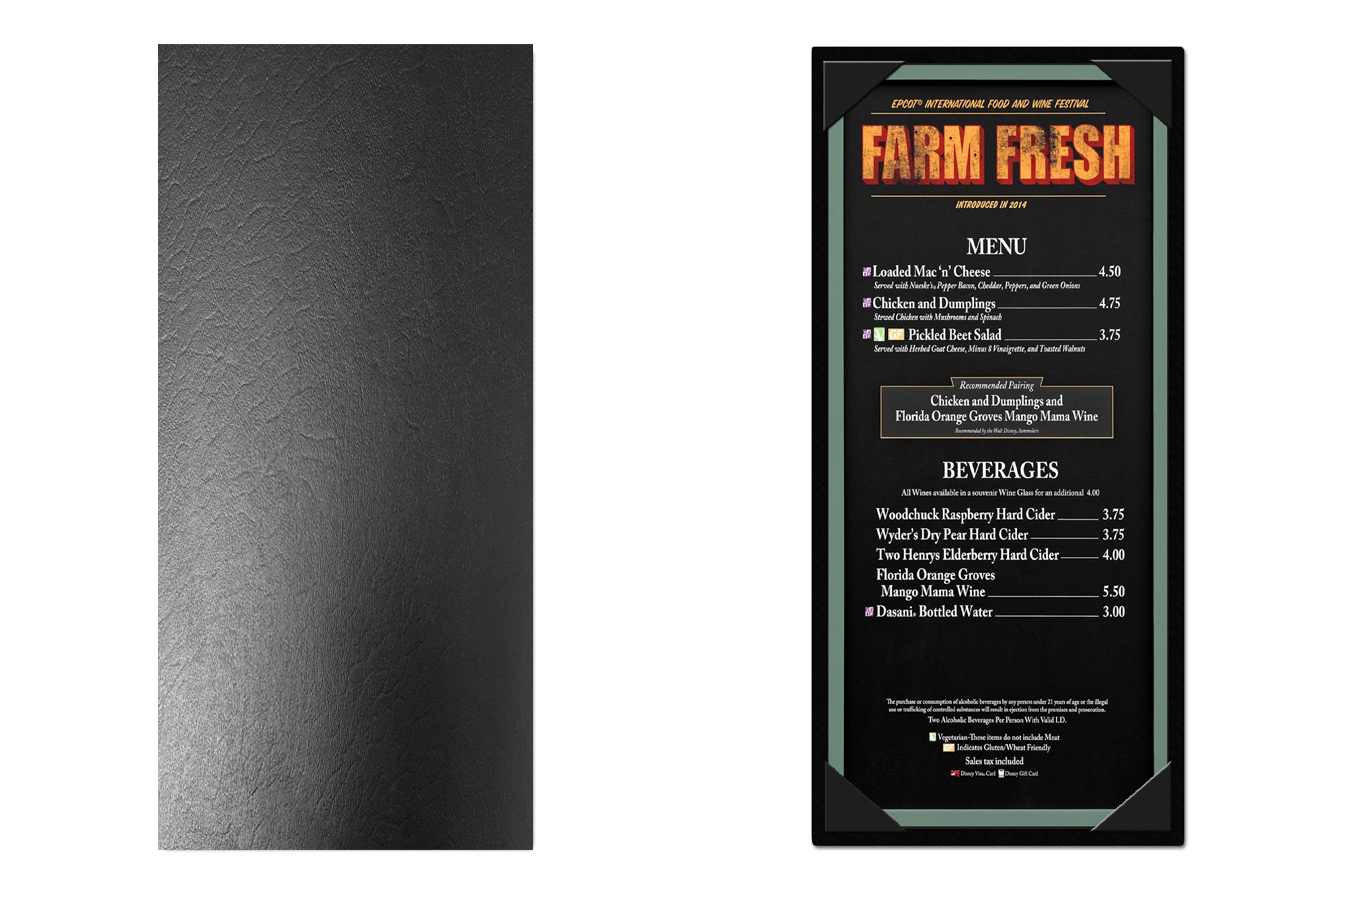 EPCOT® INTERNATIONAL FOOD AND WINE FESTIVAL
FARM FRESH
INTRODUCED IN 2014
MENU
Loaded Mac 'n' Cheese 4.50
Served with Nueske's® Pepper Bacon, Cheddar, Peppers, and Green Onions
Chicken and Dumplings 4.75
Stewed Chicken with Mushrooms and Spinach
GF Pickled Beet Salad 3.75
Served with Herbed Goat Cheese, Minus 8 Vinaigrette, and Toasted Walnuts
Recommended Pairing
Chicken and Dumplings and
Florida Orange Groves Mango Mama Wine
Recommended by the Walt Disney® Sommeliers
BEVERAGES
All Wines available in a souvenir Wine Glass for an additional 4.00
Woodchuck Raspberry Hard Cider 3.75
Wyder's Dry Pear Hard Cider 3.75
Two Henrys Elderberry Hard Cider 4.00
Florida Orange Groves
Mango Mama Wine 5.50
Dasani® Bottled Water 3.00
The purchase or consumption of alcoholic beverages by any person under 21 years of age or the illegal
use or trafficking of controlled substances will result in ejection from the premises and prosecution.
Two Alcoholic Beverages Per Person With Valid I.D.
Vegetarian-These items do not include Meat
GF Indicates Gluten/Wheat Friendly
Sales tax included
Disney Visa® Card Disney Gift Card